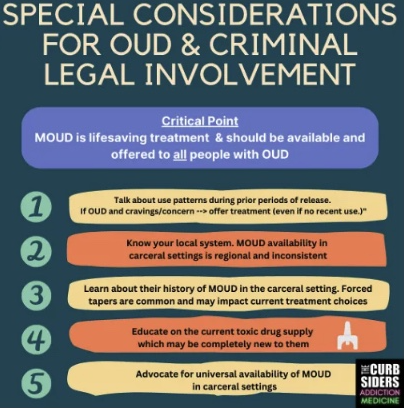 SPECIAL CONSIDERATIONS
FOR OUD & CRIMINAL
LEGAL INVOLVEMENT
Critical Point
MOUD is lifesaving treatment & should be available and
offered to all people with OUD
1
Talk about use patterns during prior periods of release.
If OUD and cravings/concern --> offer treatment (even if no recent use.)"
2
Know your local system. MOUD availability in
carceral settings is regional and inconsistent
3
Learn about their history of MOUD in the carceral setting. Forced
tapers are common and may impact current treatment choices
4
Educate on the current toxic drug supply
which may be completely new to them
5
Advocate for universal availability of MOUD
in carceral settings
THE CURB
SIDERS
ADDICTION
MEDICINE